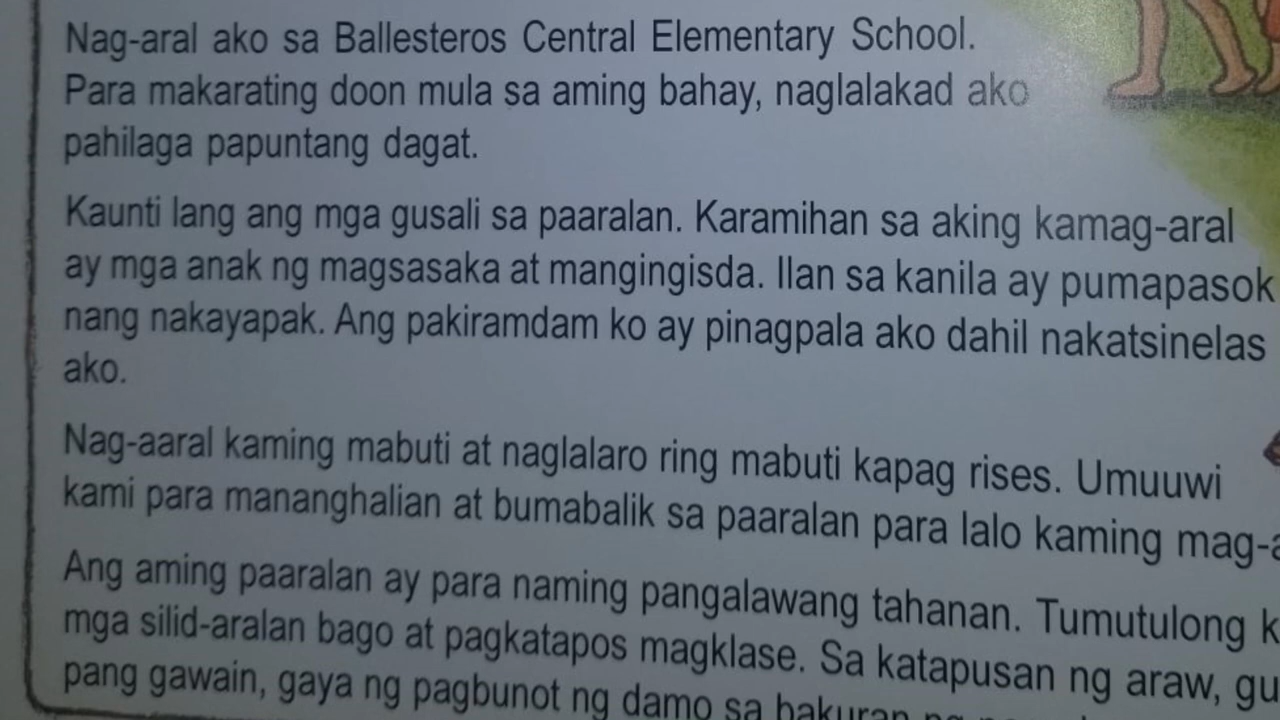 Nag-aral ako sa Ballesteros Central Elementary School.
Para makarating doon mula sa aming bahay, naglalakad ako
pahilaga papuntang dagat.
Kaunti lang ang mga gusali sa paaralan. Karamihan sa aking kamag-aral
ay mga anak ng magsasaka at mangingisda. Ilan sa kanila ay pumapasok
nang nakayapak. Ang pakiramdam ko ay pinagpala ako dahil nakatsinelas
ako.
Nag-aaral kaming mabuti at naglalaro ring mabuti kapag rises. Umuuwi
kami para mananghalian at bumabalik sa paaralan para lalo kaming
Ang aming paaralan ay para naming pangalawang tahanan. Tumutulong
mga silid-aralan bago at pagkatapos magklase. Sa katapusan ng araw,
pang gawain, gaya ng pagbunot ng damo sa bakuran ng